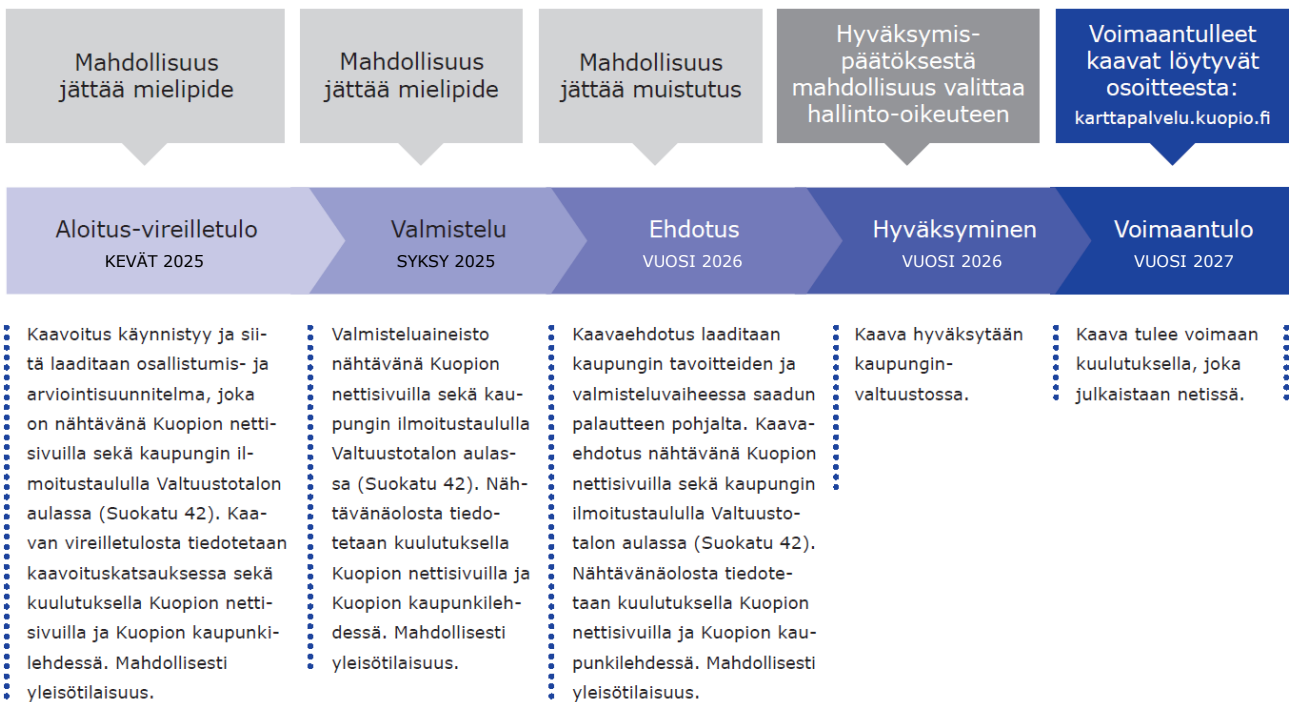 Mahdollisuus
jättää mielipide
Mahdollisuus
jättää mielipide
Mahdollisuus
jättää muistutus
Hyväksymis-
päätöksestä
mahdollisuus valittaa
hallinto-oikeuteen
Voimaantulleet
kaavat löytyvät
osoitteesta:
karttapalvelu.kuopio.fi
Aloitus-vireilletulo
KEVÄT 2025
Valmistelu
SYKSY 2025
Ehdotus
VUOSI 2026
Hyväksyminen
VUOSI 2026
Voimaantulo
VUOSI 2027
Kaavoitus käynnistyy ja sii-
tä laaditaan osallistumis- ja
arviointisuunnitelma, joka
on nähtävänä Kuopion netti-
sivuilla sekä kaupungin il-
moitustaululla Valtuustotalon
aulassa (Suokatu 42). Kaa-
van vireilletulosta tiedotetaan
kaavoituskatsauksessa sekä
kuulutuksella Kuopion netti-
sivuilla ja Kuopion kaupunki-
lehdessä. Mahdollisesti
yleisötilaisuus.
Valmisteluaineisto
nähtävänä Kuopion
nettisivuilla sekä kau-
pungin ilmoitustaululla
Valtuustotalon aulas-
sa (Suokatu 42). Näh-
tävänäolosta tiedo-
tetaan kuulutuksella
Kuopion nettisivuilla ja
Kuopion kaupunkileh-
dessä. Mahdollisesti
yleisötilaisuus.
Kaavaehdotus laaditaan
kaupungin tavoitteiden ja
valmisteluvaiheessa saadun
palautteen pohjalta. Kaava-
ehdotus nähtävänä Kuopion
nettisivuilla sekä kaupungin
ilmoitustaululla Valtuusto-
talon aulassa (Suokatu 42).
Nähtävänäolosta tiedote-
taan kuulutuksella Kuopion
nettisivuilla ja Kuopion kau-
punkilehdessä. Mahdollisesti
yleisötilaisuus.
Kaava hyväksytään
kaupungin-
valtuustossa.
Kaava tulee voimaan
kuulutuksella, joka
julkaistaan netissä.